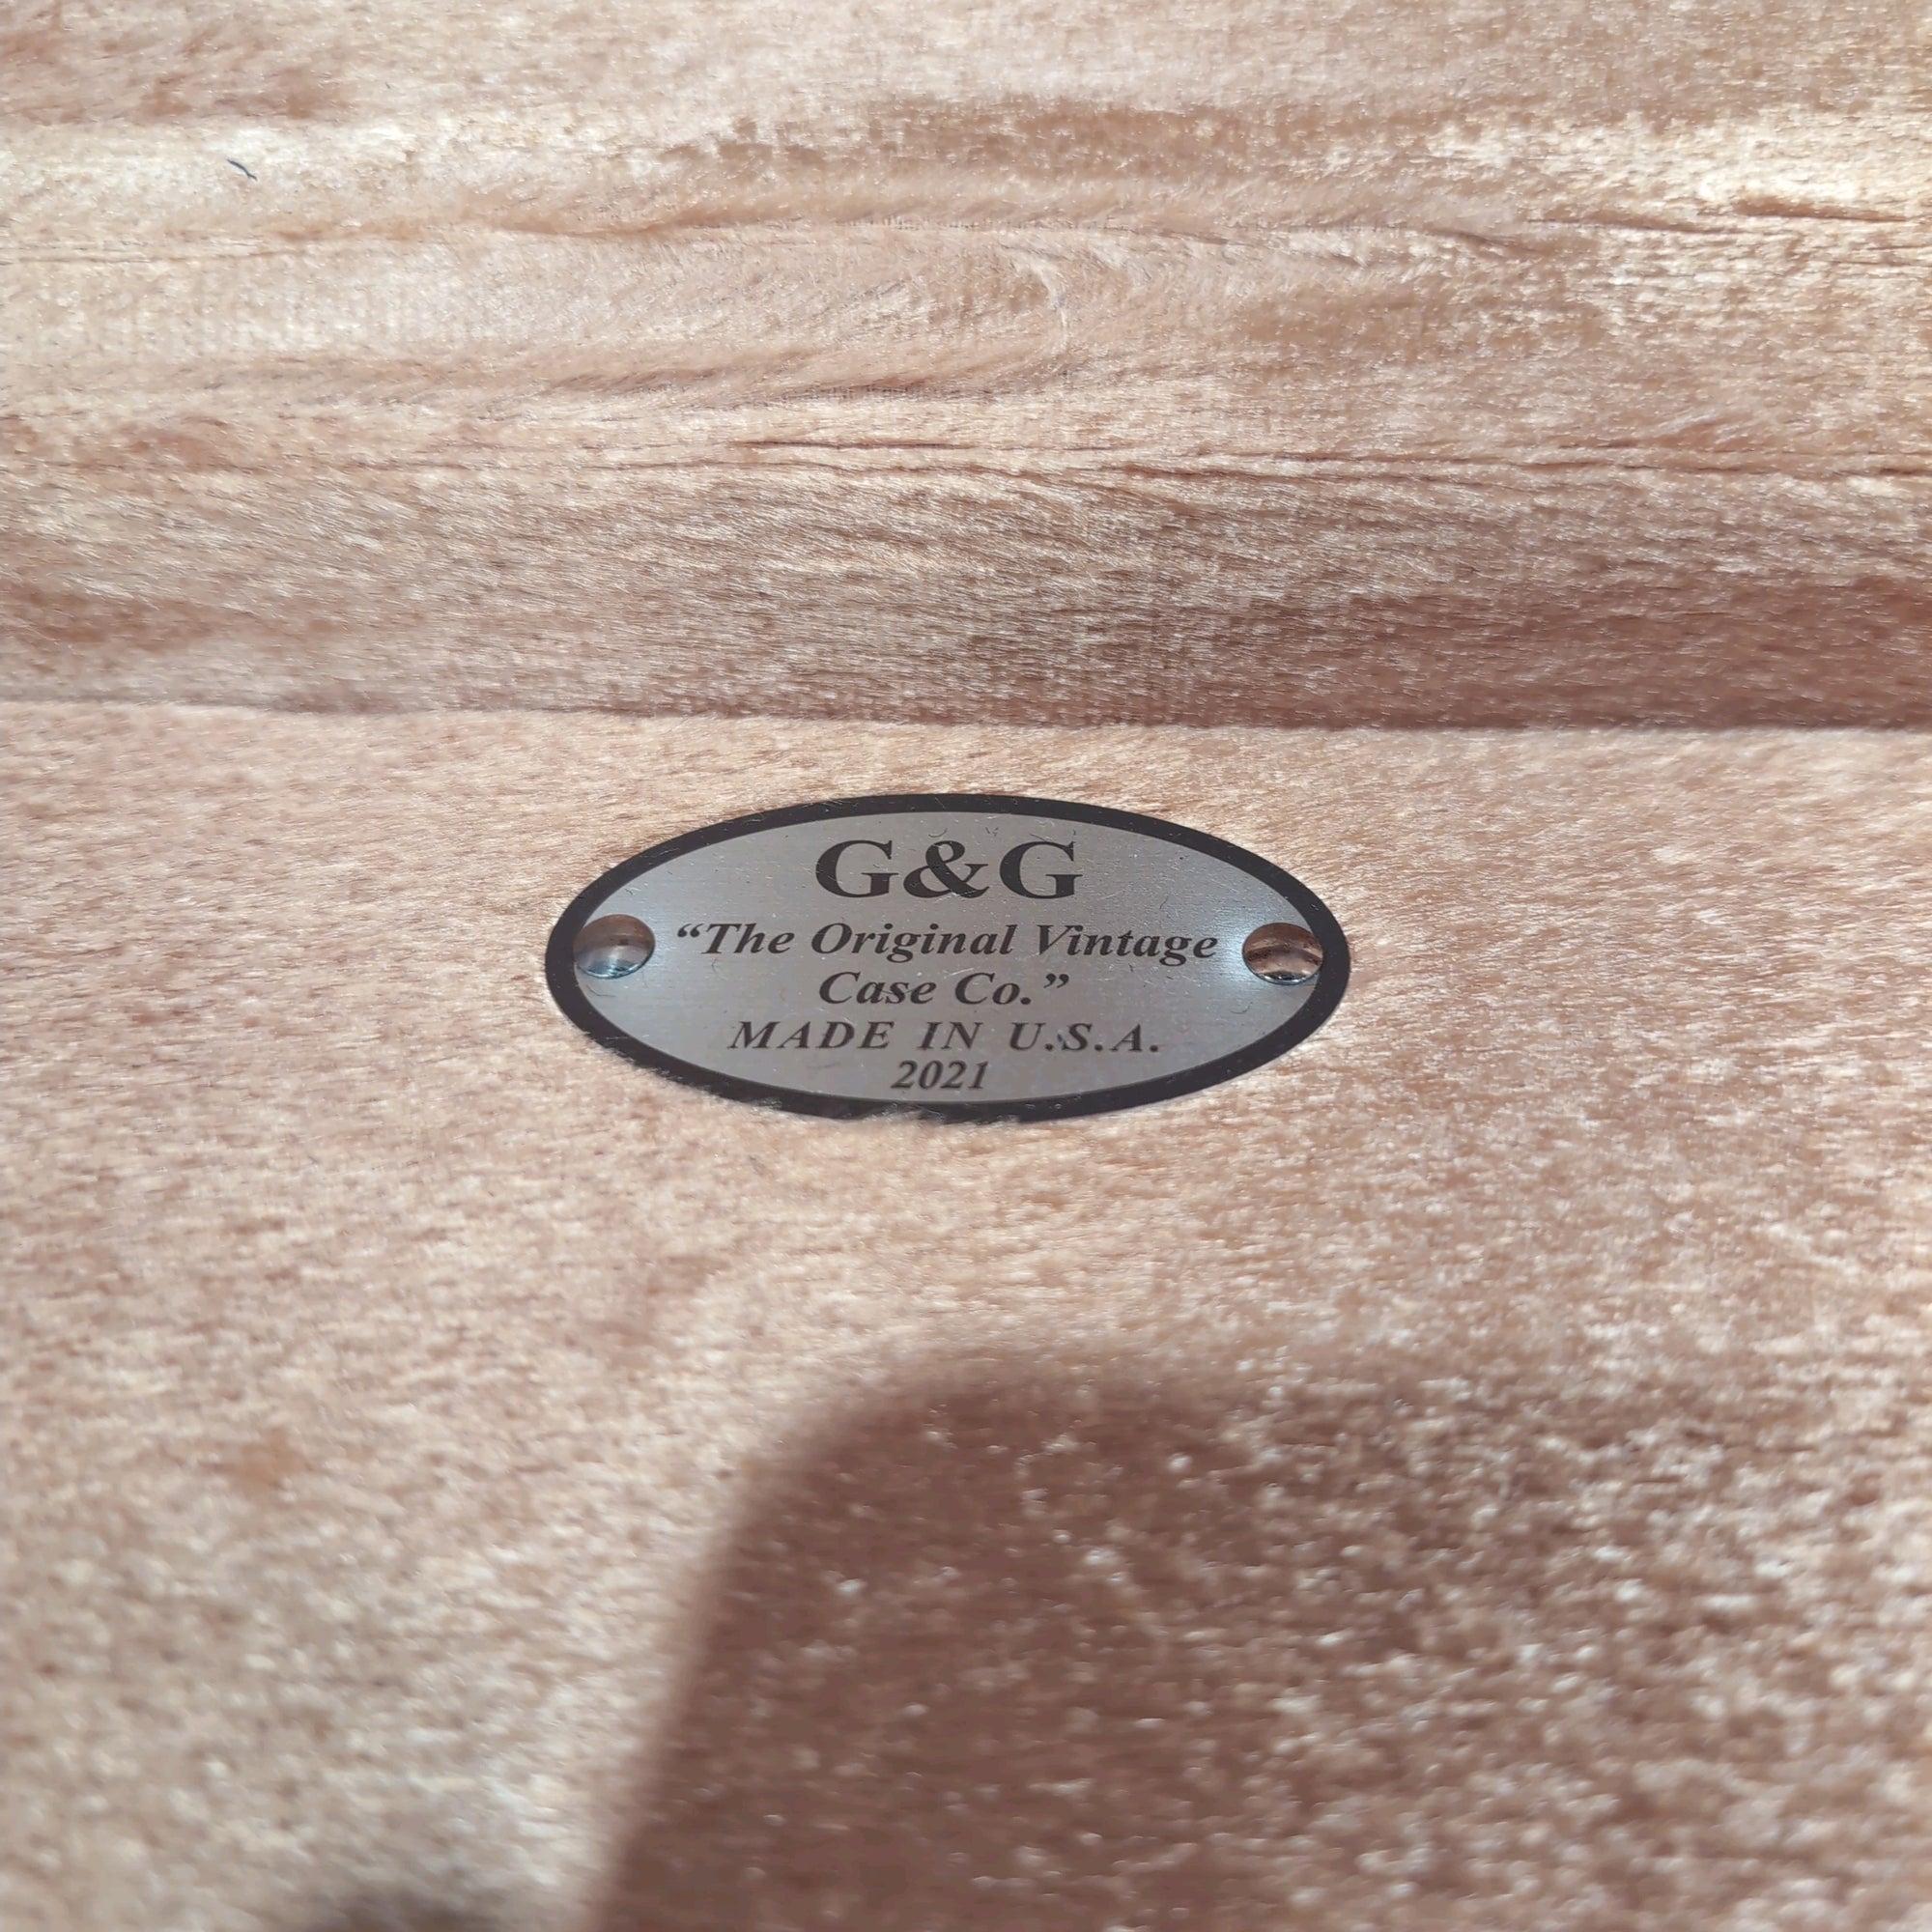 G&G
“The Original Vintage
Case Co.”
MADE IN U.S.A.
2021